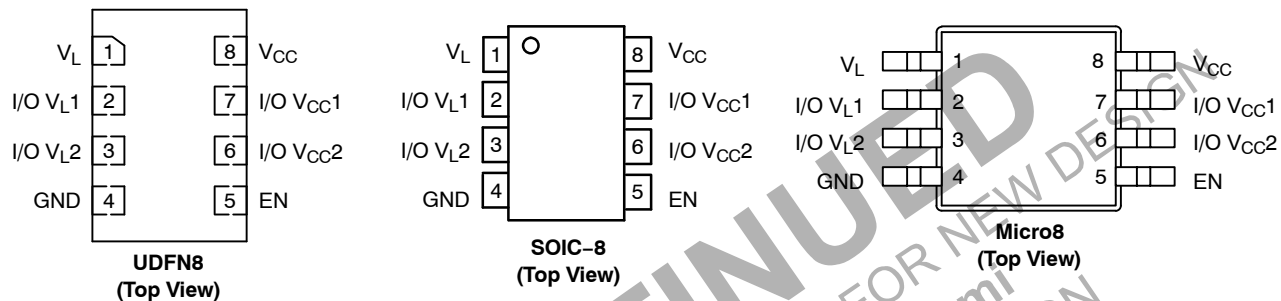 V_L 1 8 V_CC
I/O V_L1 2 7 I/O V_CC1
I/O V_L2 3 6 I/O V_CC2
GND 4 5 EN
UDFN8
(Top View)
V_L 1 8 V_CC
I/O V_L1 2 7 I/O V_CC1
I/O V_L2 3 6 I/O V_CC2
GND 4 5 EN
SOIC–8
(Top View)
V_L 1 8 V_CC
I/O V_L1 2 7 I/O V_CC1
I/O V_L2 3 6 I/O V_CC2
GND 4 5 EN
Micro8
(Top View)
TINUED
FOR NEW DESIGN